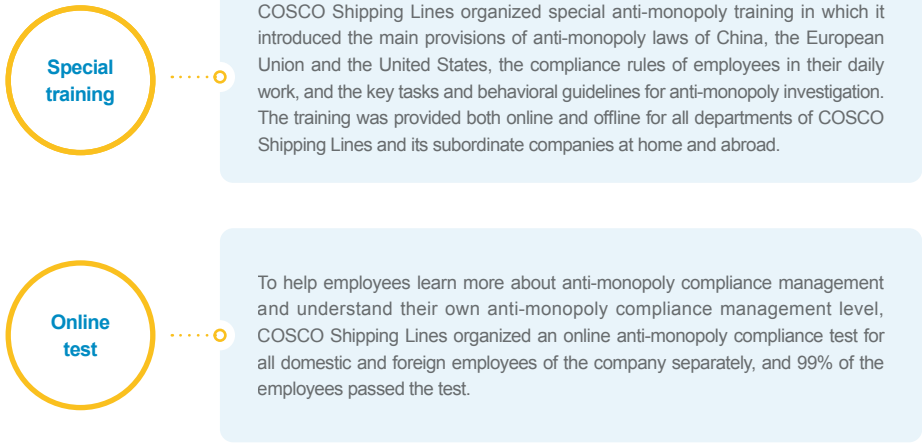 Special
training
COSCO Shipping Lines organized special anti-monopoly training in which it
introduced the main provisions of anti-monopoly laws of China, the European
Union and the United States, the compliance rules of employees in their daily
work, and the key tasks and behavioral guidelines for anti-monopoly investigation.
The training was provided both online and offline for all departments of COSCO
Shipping Lines and its subordinate companies at home and abroad.
Online
test
To help employees learn more about anti-monopoly compliance management
and understand their own anti-monopoly compliance management level,
COSCO Shipping Lines organized an online anti-monopoly compliance test for
all domestic and foreign employees of the company separately, and 99% of the
employees passed the test.